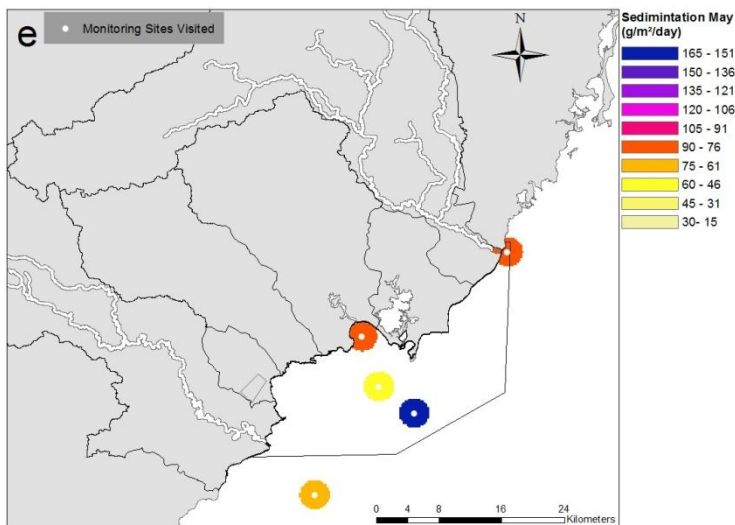 e
Monitoring Sites Visited
N
Sedimintation May
(g/m²/day)
165 - 151
150 - 136
135 - 121
120 - 106
105 - 91
90 - 76
75 - 61
60 - 46
45 - 31
30- 15
0 4 8 16 24
Kilometers